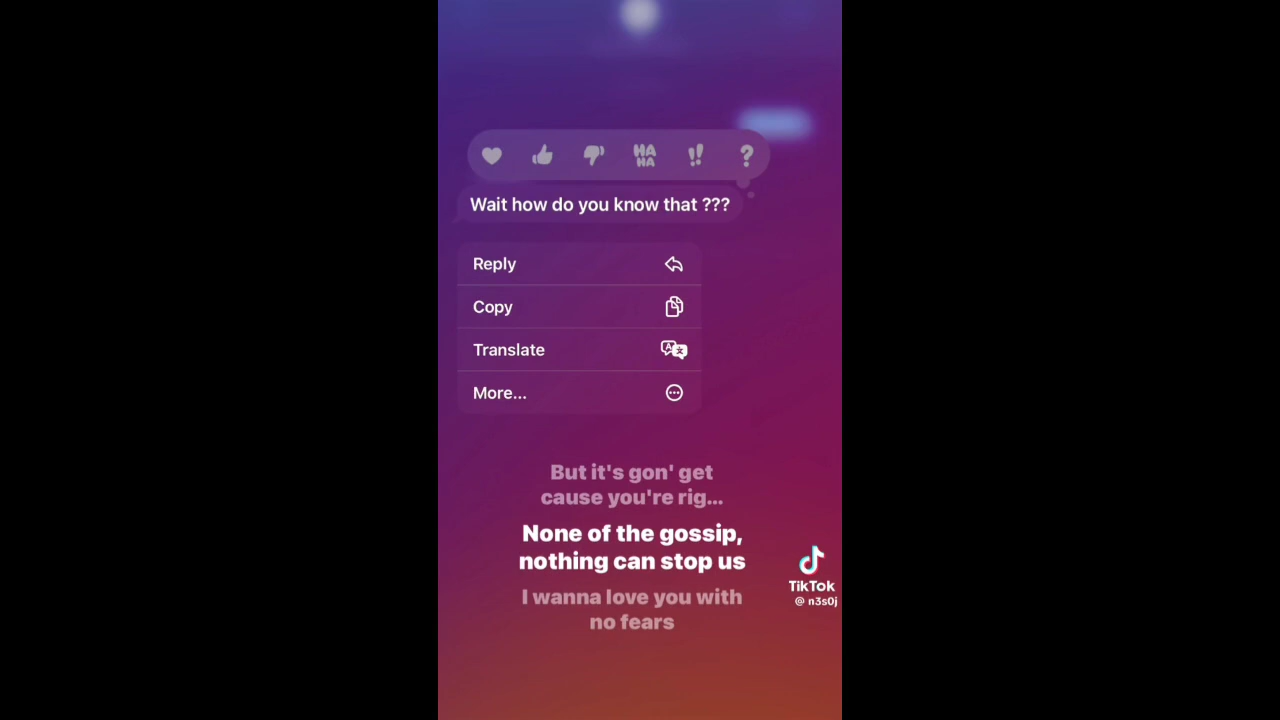 HA
HA
!!
?
Wait how do you know that ???
Reply
Copy
Translate
More...
But it's gon' get
cause you're rig...
None of the gossip,
nothing can stop us
I wanna love you with
no fears
TikTok
@ n3s0j